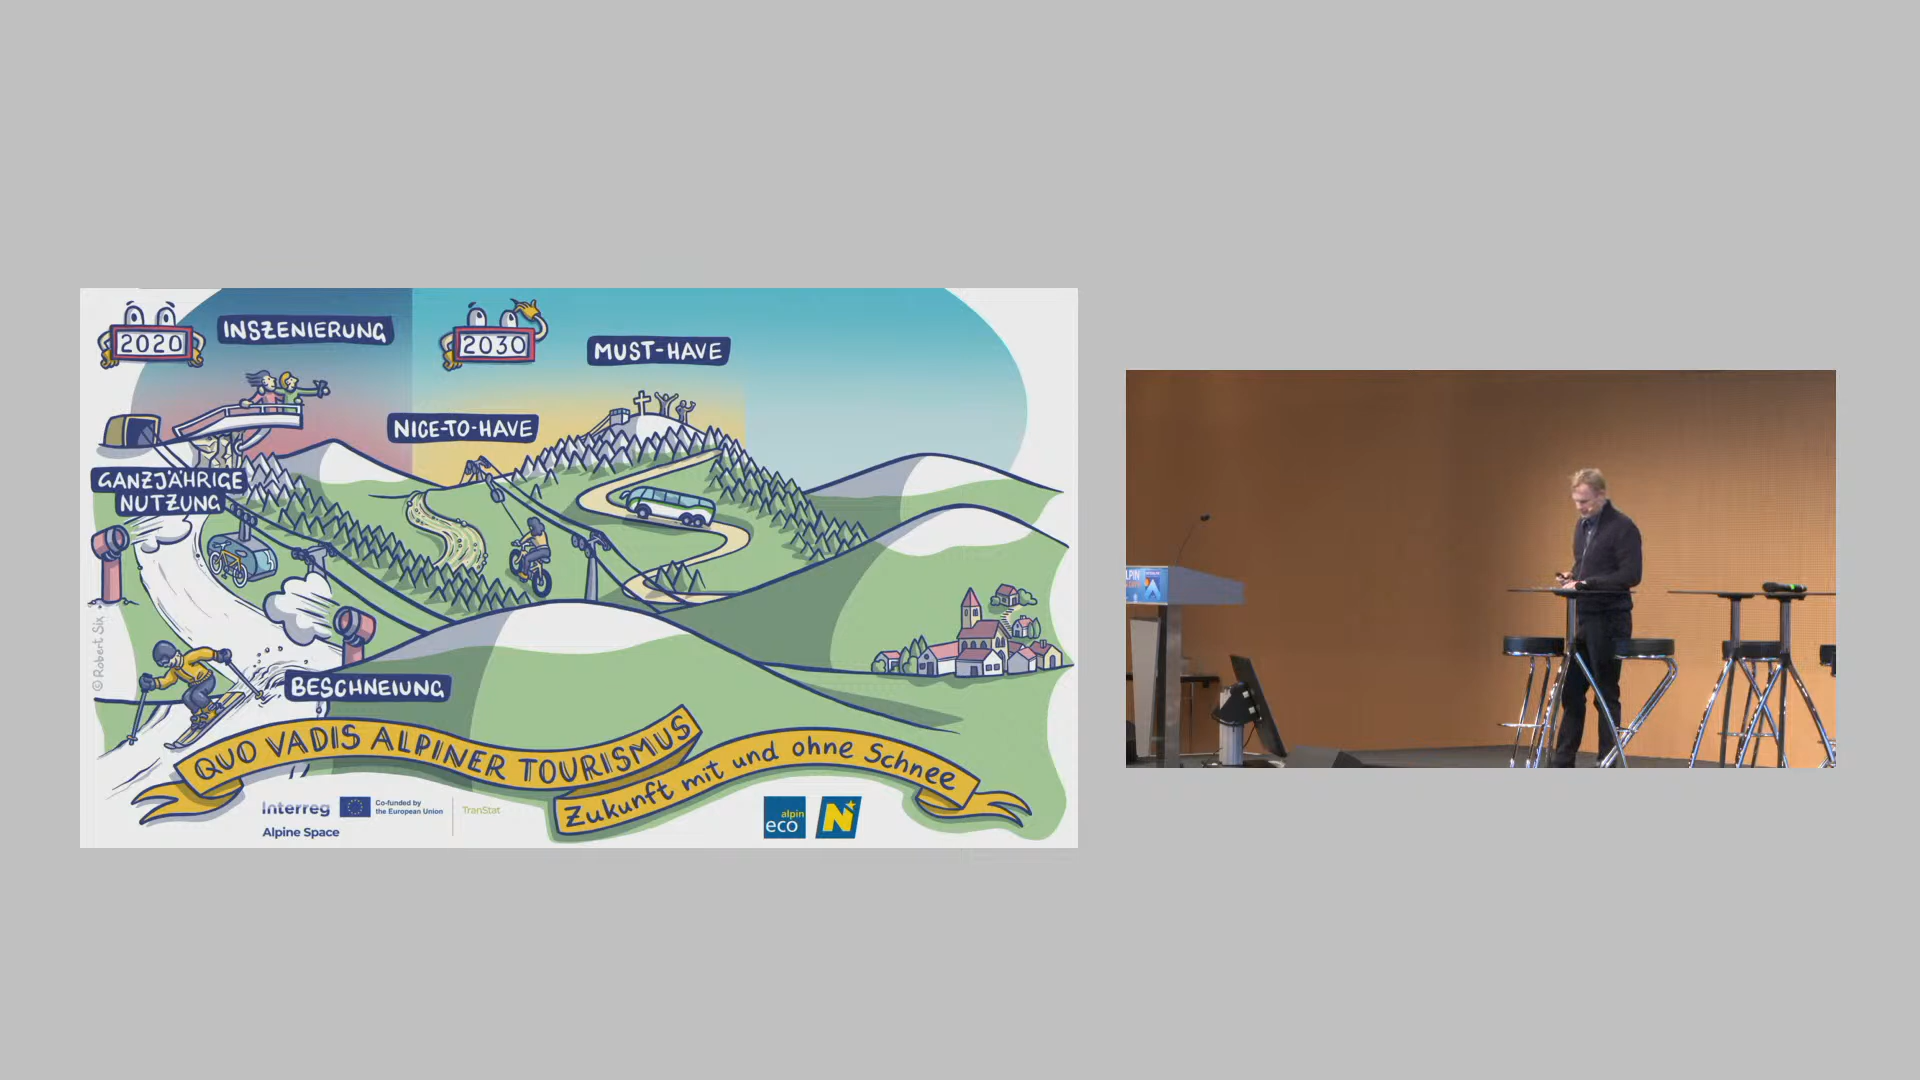 2020
INSZENIERUNG
2030
MUST-HAVE
NICE-TO-HAVE
GANZJÄHRIGE
NUTZUNG
BESCHNEIUNG
© Robert Six
QUO VADIS ALPINER TOURISMUS
Zukunft mit und ohne Schnee
Interreg
Co-funded by
the European Union
TranStat
Alpine Space
alpin
eco
N
ALPIN